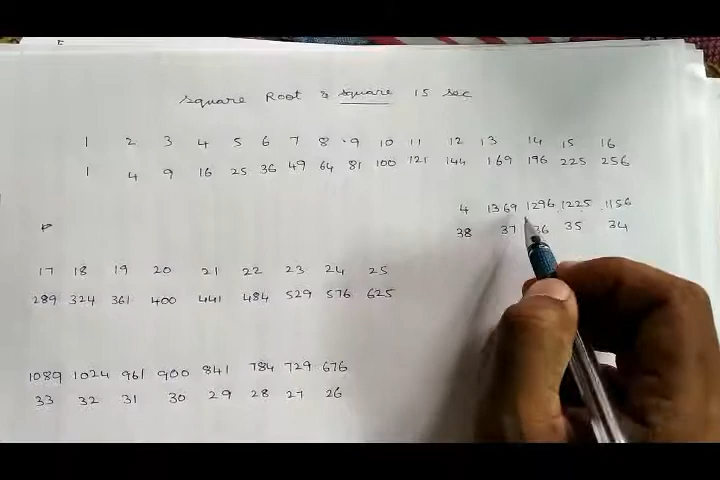 square Root & square 15 sec
1 2 3 4 5 6 7 8 9 10 11 12 13 14 15 16
1 4 9 16 25 36 49 64 81 100 121 144 169 196 225 256
4 1369 1296 1225 1156
38 37 36 35 34
17 18 19 20 21 22 23 24 25
289 324 361 400 441 484 529 576 625
1089 1024 961 900 841 784 729 676
33 32 31 30 29 28 27 26